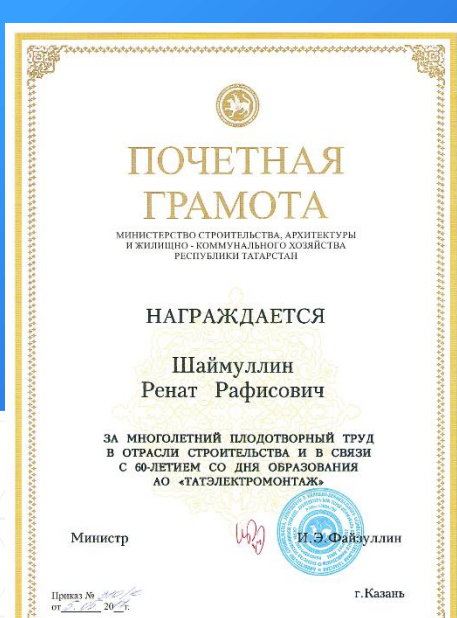 ПОЧЕТНАЯ
ГРАМОТА
МИНИСТЕРСТВО СТРОИТЕЛЬСТВА, АРХИТЕКТУРЫ
И ЖИЛИЩНО - КОММУНАЛЬНОГО ХОЗЯЙСТВА
РЕСПУБЛИКИ ТАТАРСТАН
НАГРАЖДАЕТСЯ
Шаймуллин
Ренат Рафисович
ЗА МНОГОЛЕТНИЙ ПЛОДОТВОРНЫЙ ТРУД
В ОТРАСЛИ СТРОИТЕЛЬСТВА И В СВЯЗИ
С 60-ЛЕТИЕМ СО ДНЯ ОБРАЗОВАНИЯ
АО «ТАТЭЛЕКТРОМОНТАЖ»
Министр И.Э.Файзуллин
Приказ №
от 20 г.
г.Казань